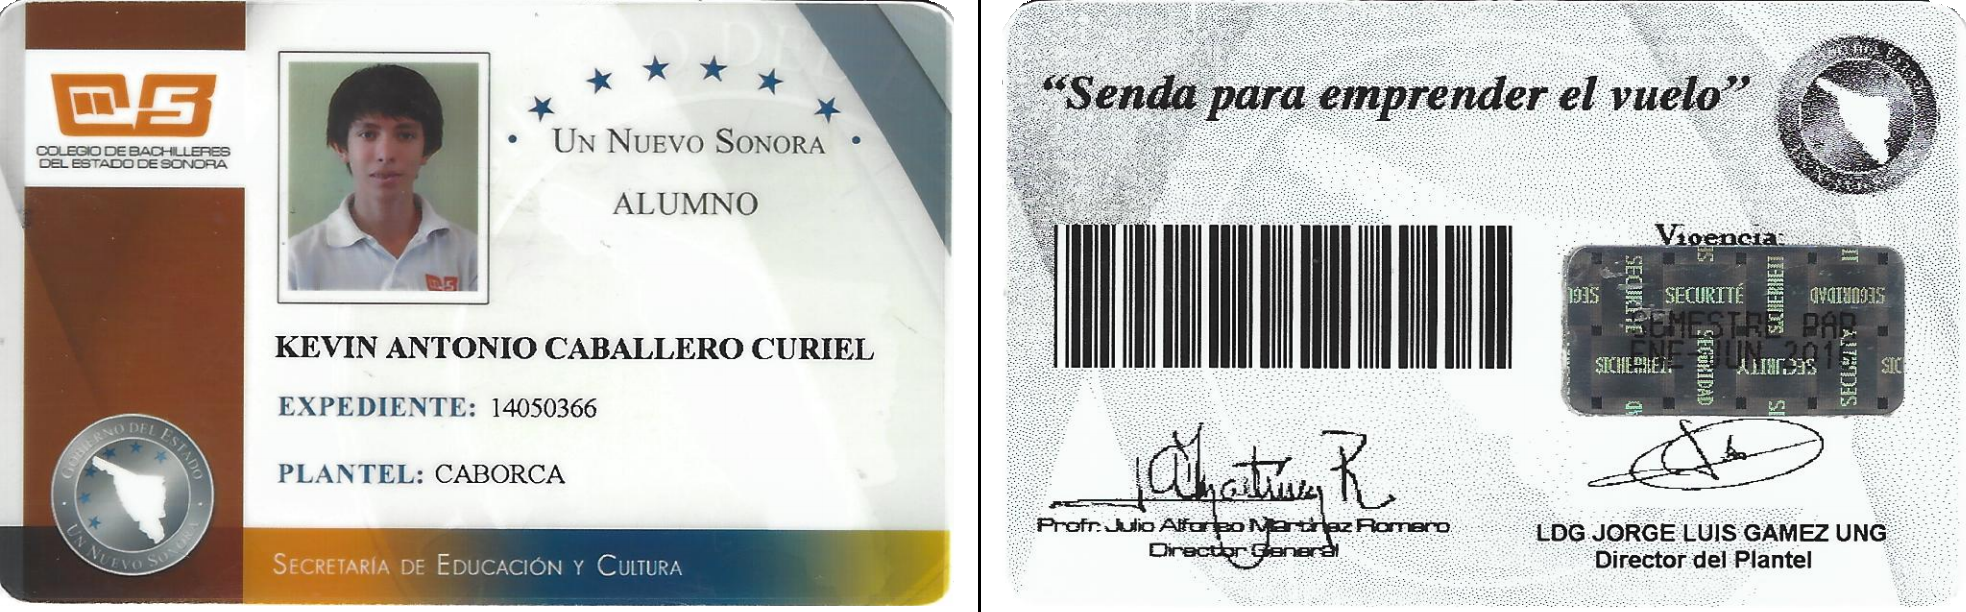 COLEGIO DE BACHILLERES
DEL ESTADO DE SONORA
UN NUEVO SONORA
ALUMNO
KEVIN ANTONIO CABALLERO CURIEL
EXPEDIENTE: 14050366
PLANTEL: CABORCA
GOBIERNO DEL ESTADO
UN NUEVO SONORA
SECRETARÍA DE EDUCACIÓN Y CULTURA
“Senda para emprender el vuelo”
Vigencia:
SECURITÉ
SEGURIDAD
SECURITY
SEMESTRE PAR
ENE-JUN
Profr. Julio Alfonso Martínez Romero
Director General
LDG JORGE LUIS GAMEZ UNG
Director del Plantel